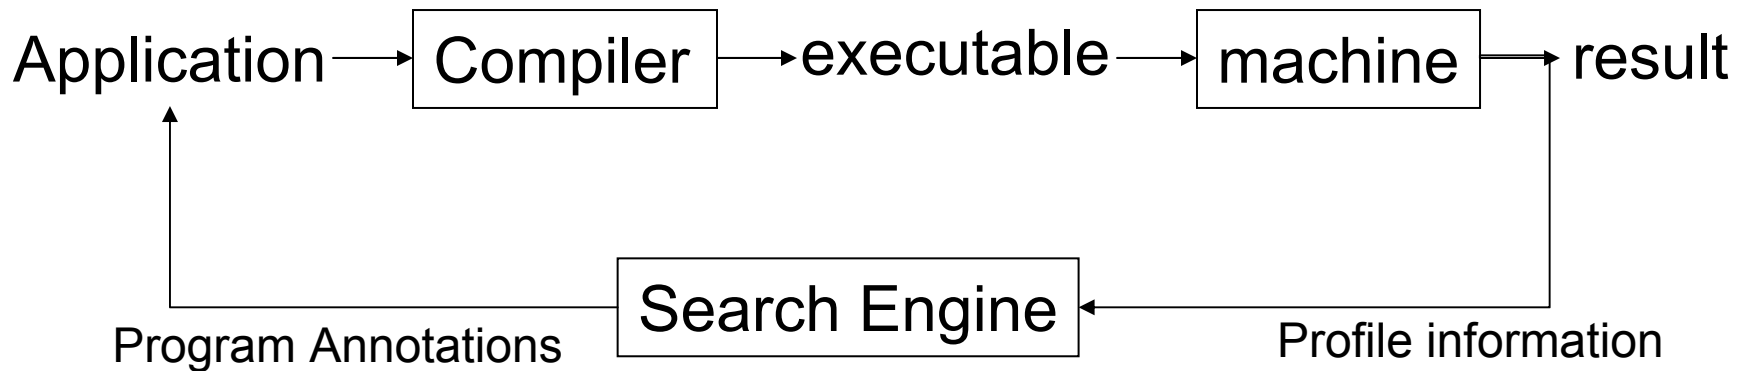 Application
Compiler
executable
machine
result
Search Engine
Program Annotations
Profile information